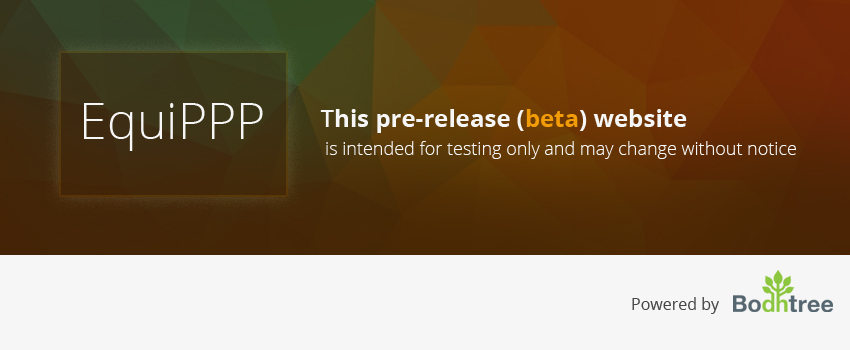 EquiPPP
This pre-release (beta) website
is intended for testing only and may change without notice
Powered by Bodhtree